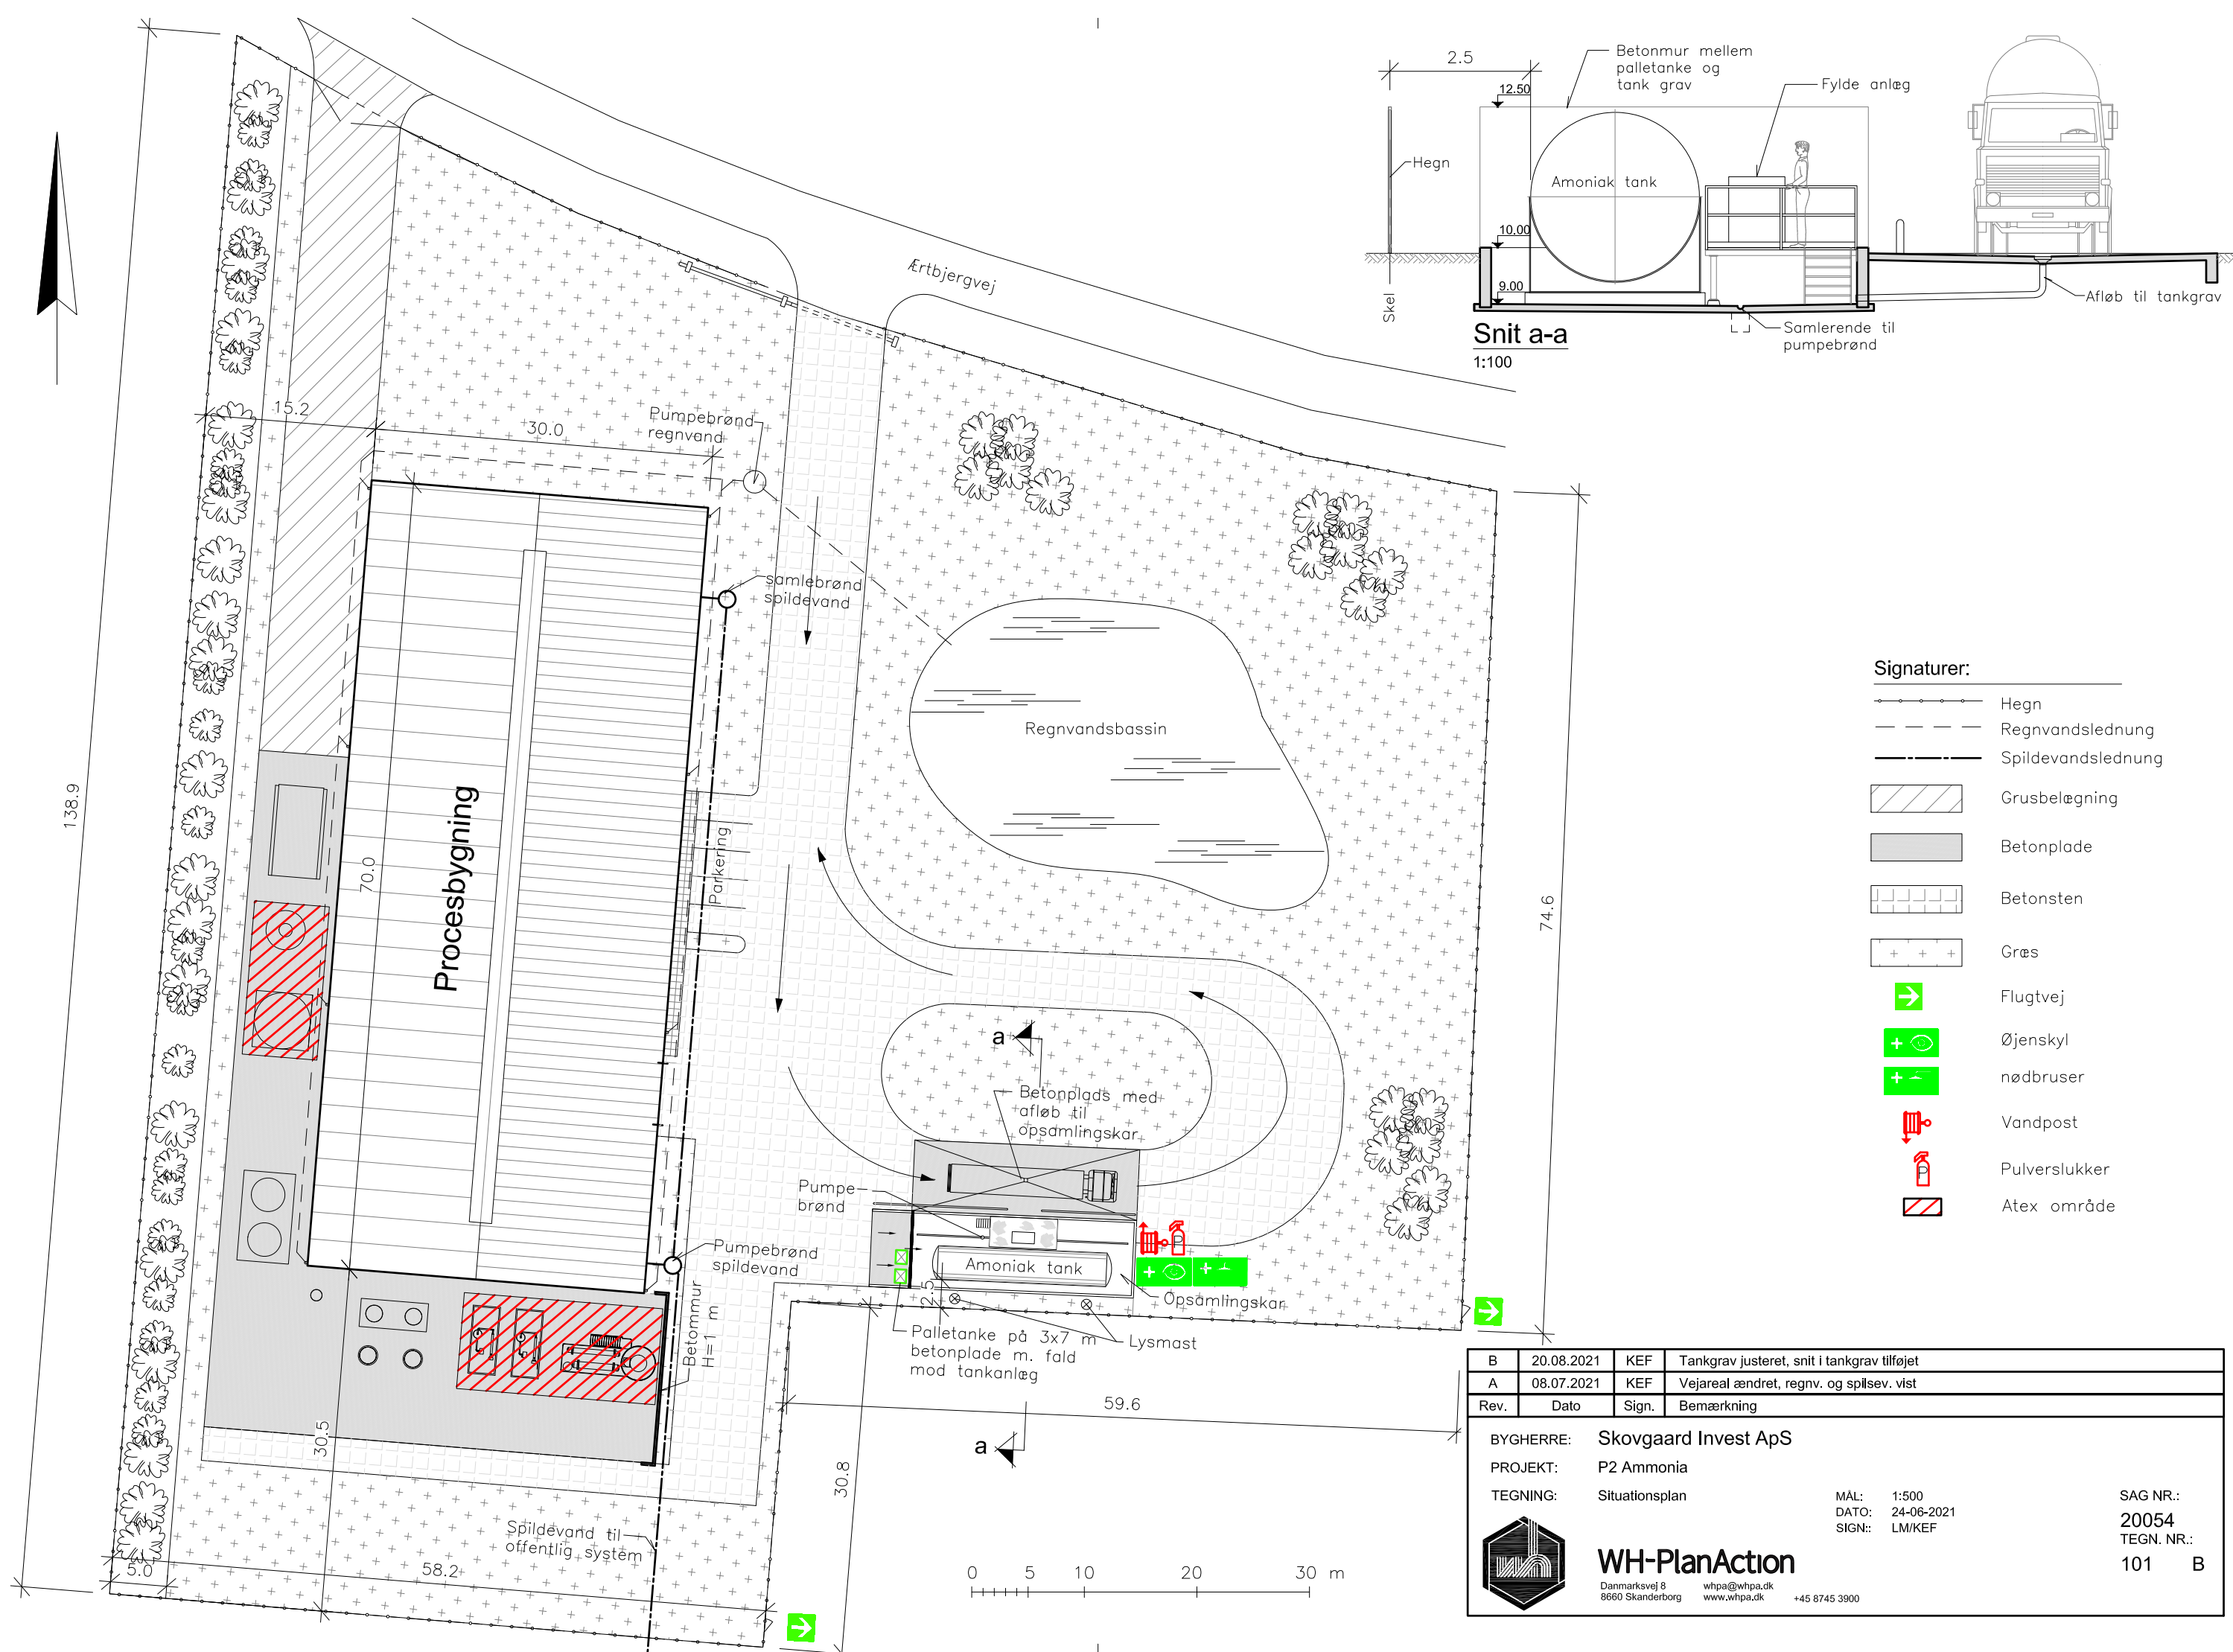 2.5
Betonmur mellem
palletanke og
tank grav
12.50
Fylde anlæg
Hegn
Amoniak tank
10.00
9.00
Skel
Afløb til tankgrav
Samlerende til
pumpebrønd
Snit a-a
1:100
Ærtbjergvej
15.2
30.0
Pumpebrønd
regnvand
samlebrønd
spildevand
138.9
70.0
Procesbygning
Parkering
Regnvandsbassin
74.6
a
Betonplads med
afløb til
opsamlingskar
Pumpe
brønd
Pumpebrønd
spildevand
Amoniak tank
P
2.5
Opsamlingskar
Lysmast
Palletanke på 3x7 m
betonplade m. fald
mod tankanlæg
Betonmur
H= 1 m
59.6
a
30.5
30.8
Spildevand til
offentlig system
5.0
58.2
0 5 10 20 30 m
Signaturer:
Hegn
Regnvandsledning
Spildevandsledning
Grusbelægning
Betonplade
Betonsten
Græs
Flugtvej
Øjenskyl
nødbruser
Vandpost
P
Pulverslukker
Atex område
B 20.08.2021 KEF Tankgrav justeret, snit i tankgrav tilføjet
A 08.07.2021 KEF Vejareal ændret, regnv. og spilsev. vist
Rev. Dato Sign. Bemærkning
BYGHERRE: Skovgaard Invest ApS
PROJEKT: P2 Ammonia
TEGNING: Situationsplan
MÅL: 1:500
DATO: 24-06-2021
SIGN:: LM/KEF
SAG NR.:
20054
TEGN. NR.:
101 B
WH-PlanAction
Danmarksvej 8 whpa@whpa.dk
8660 Skanderborg www.whpa.dk +45 8745 3900